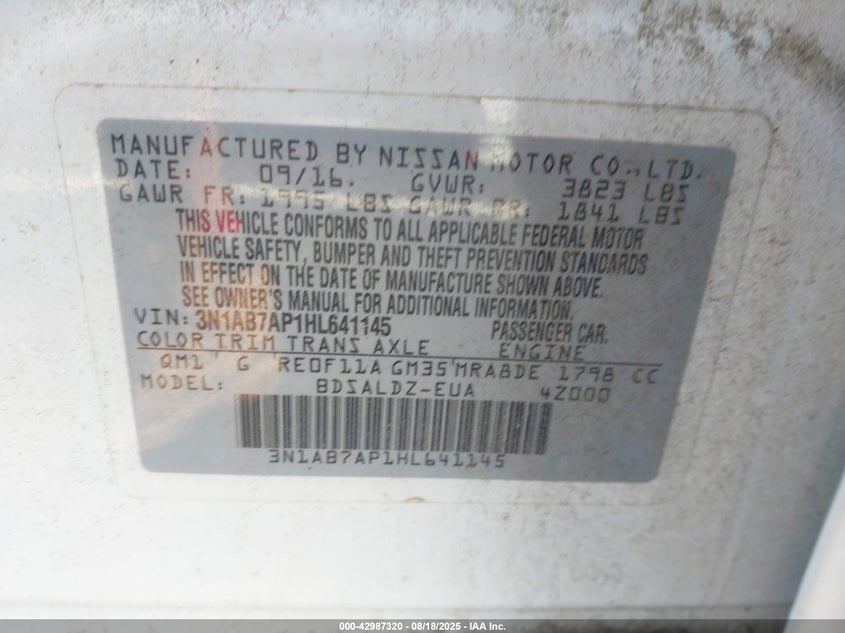 MANUFACTURED BY NISSAN MOTOR CO., LTD.
DATE: 09/16. GVWR: 3823 LBS
GAWR FR: 1995 LBS GAWR RR: 1841 LBS
THIS VEHICLE CONFORMS TO ALL APPLICABLE FEDERAL MOTOR
VEHICLE SAFETY, BUMPER AND THEFT PREVENTION STANDARDS
IN EFFECT ON THE DATE OF MANUFACTURE SHOWN ABOVE.
SEE OWNER'S MANUAL FOR ADDITIONAL INFORMATION.
VIN: 3N1AB7AP1HL641145 PASSENGER CAR.
COLOR TRIM TRANS AXLE ENGINE
QM1 G RE0F11A GM35 MRA8DE 1798 CC
MODEL: BDSALDZ-EUA 4Z000
3N1AB7AP1HL641145
000-42987320 | 08/18/2025 - IAA Inc.